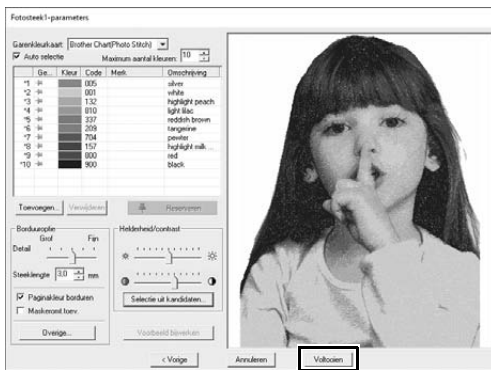 Fotosteek1-parameters
Garenkleurkaart: Brother Chart(Photo Stitch)
Auto selectie Maximum aantal kleuren: 10
Ge... Kleur Code Merk Omschrijving
*1 005 silver
*2 001 white
*3 132 highlight peach
*4 810 light lilac
*5 337 reddish brown
*6 209 tangerine
*7 704 pewter
*8 157 highlight milk ...
*9 800 red
*10 900 black
Toevoegen... Verwijderen Reserveren
Borduuroptie
Grof Fijn
Detail
Steeklengte 3,0 mm
Paginakleur borduren
Maskeromt.toev.
Overige...
Helderheid/contrast
Selectie uit kandidaten...
Voorbeeld bijwerken
< Vorige Annuleren Voltooien